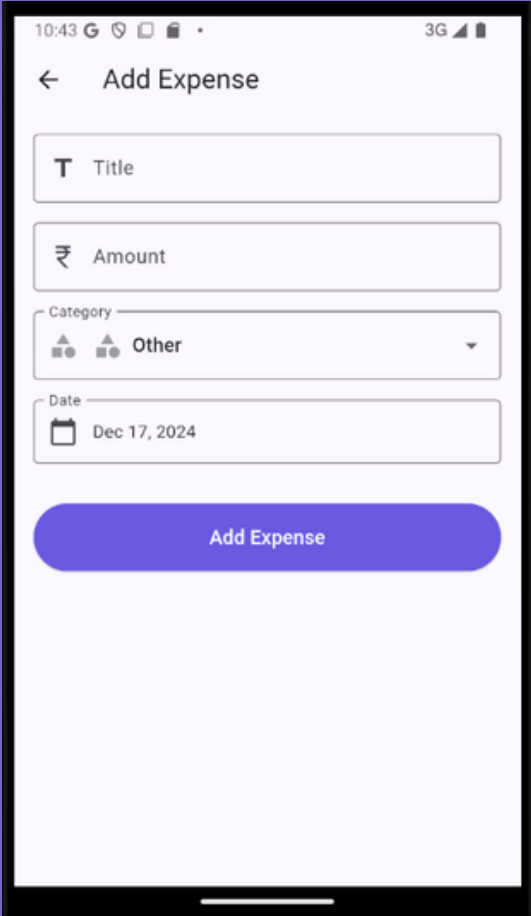 10:43 G 3G
Add Expense
T Title
₹ Amount
Category
Other
Date
Dec 17, 2024
Add Expense